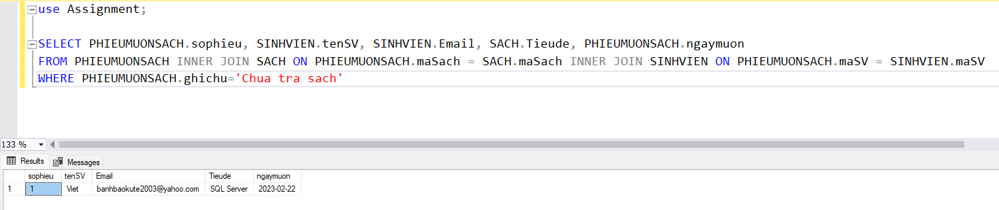 use Assignment;
SELECT PHIEUMUONSACH.sophieu, SINHVIEN.tenSV, SINHVIEN.Email, SACH.Tieude, PHIEUMUONSACH.ngaymuon
FROM PHIEUMUONSACH INNER JOIN SACH ON PHIEUMUONSACH.maSach = SACH.maSach INNER JOIN SINHVIEN ON PHIEUMUONSACH.maSV = SINHVIEN.maSV
WHERE PHIEUMUONSACH.ghichu='Chua tra sach'
133 %
Results Messages
sophieu tenSV Email Tieude ngaymuon
1 1 Viet banhbaokute2003@yahoo.com SQL Server 2023-02-22